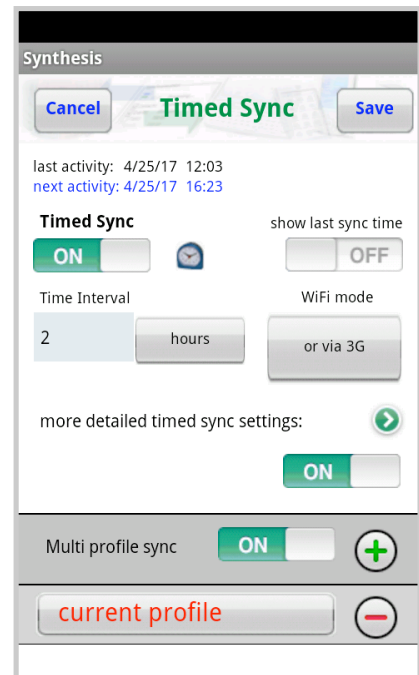 Synthesis
Cancel Timed Sync Save
last activity: 4/25/17 12:03
next activity: 4/25/17 16:23
Timed Sync show last sync time
ON OFF
Time Interval WiFi mode
2 hours or via 3G
more detailed timed sync settings:
ON
Multi profile sync ON
current profile